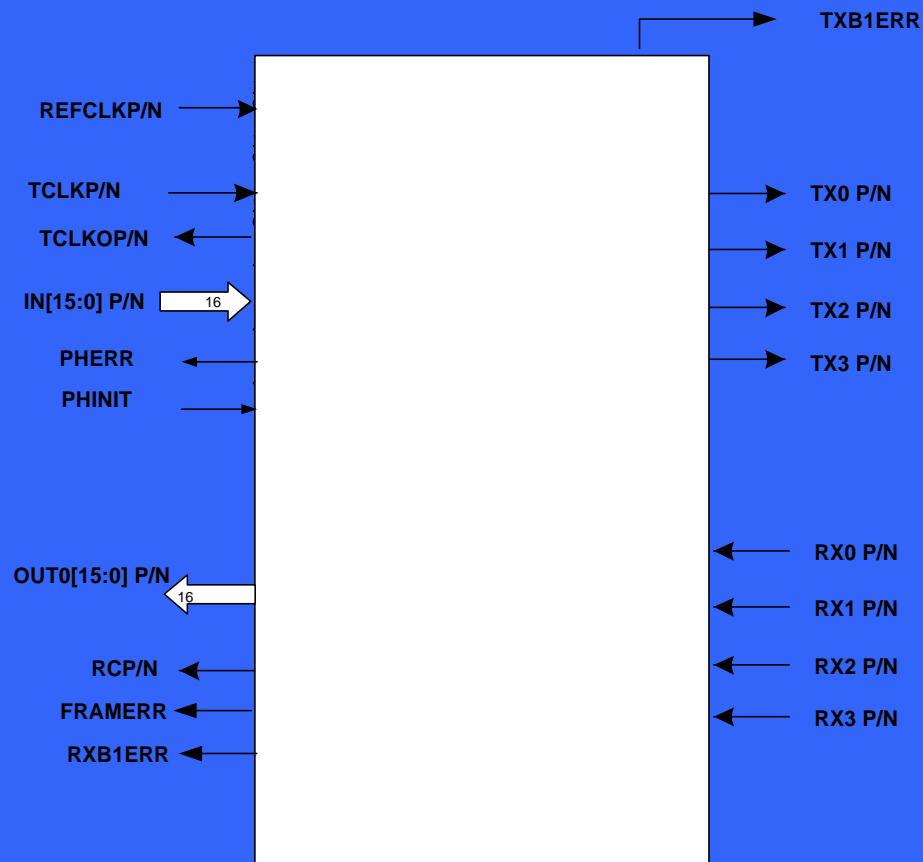 TXB1ERR
REFCLKP/N
TCLKP/N
TX0 P/N
TCLKOP/N
TX1 P/N
IN[15:0] P/N
16
TX2 P/N
PHERR
TX3 P/N
PHINIT
RX0 P/N
OUT0[15:0] P/N
16
RX1 P/N
RCP/N
RX2 P/N
FRAMERR
RX3 P/N
RXB1ERR